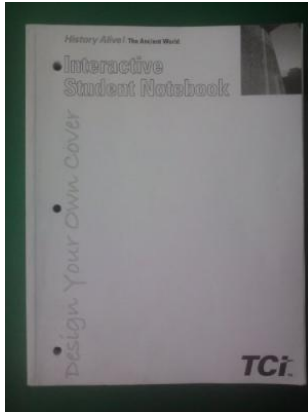 History Alive! The Ancient World
Interactive
Student Notebook
Design Your Own Cover
TCi